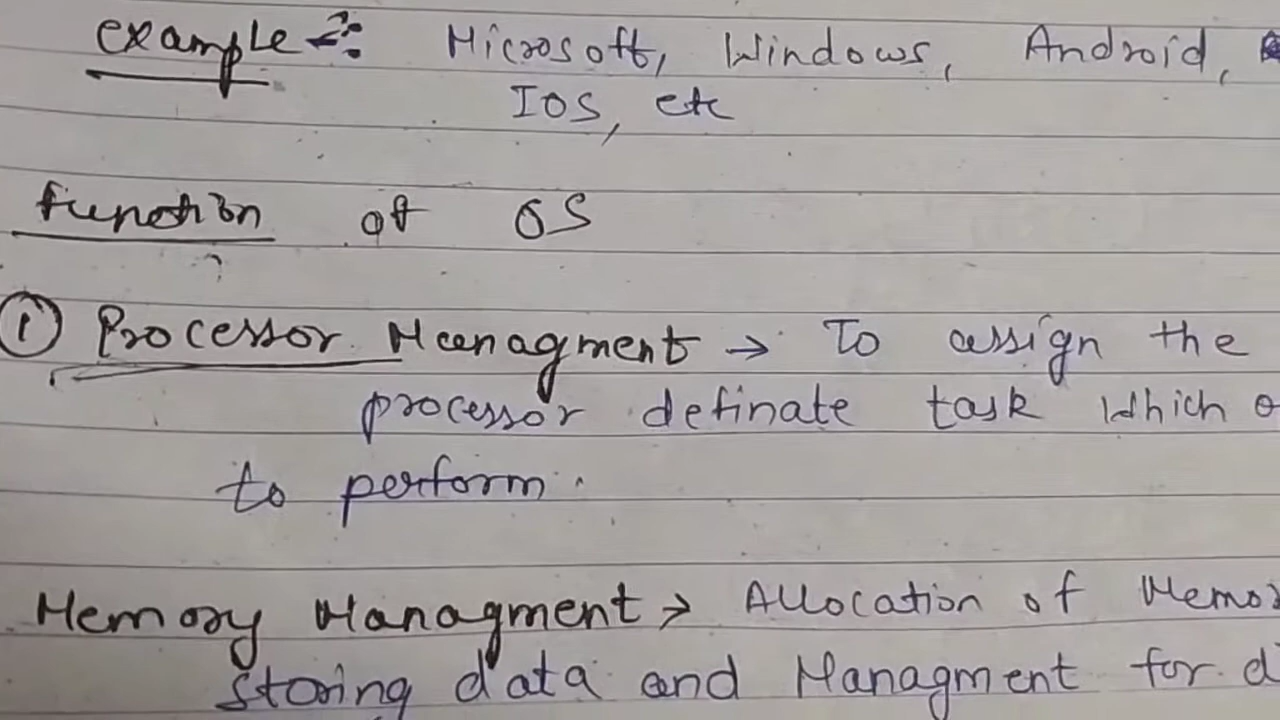 example :- Microsoft, Windows, Android,
IOS, etc
function of OS
① Processor Managment → To assign the
processor definate task which
to perform.
Memory Managment > Allocation of
storing data and Managment for